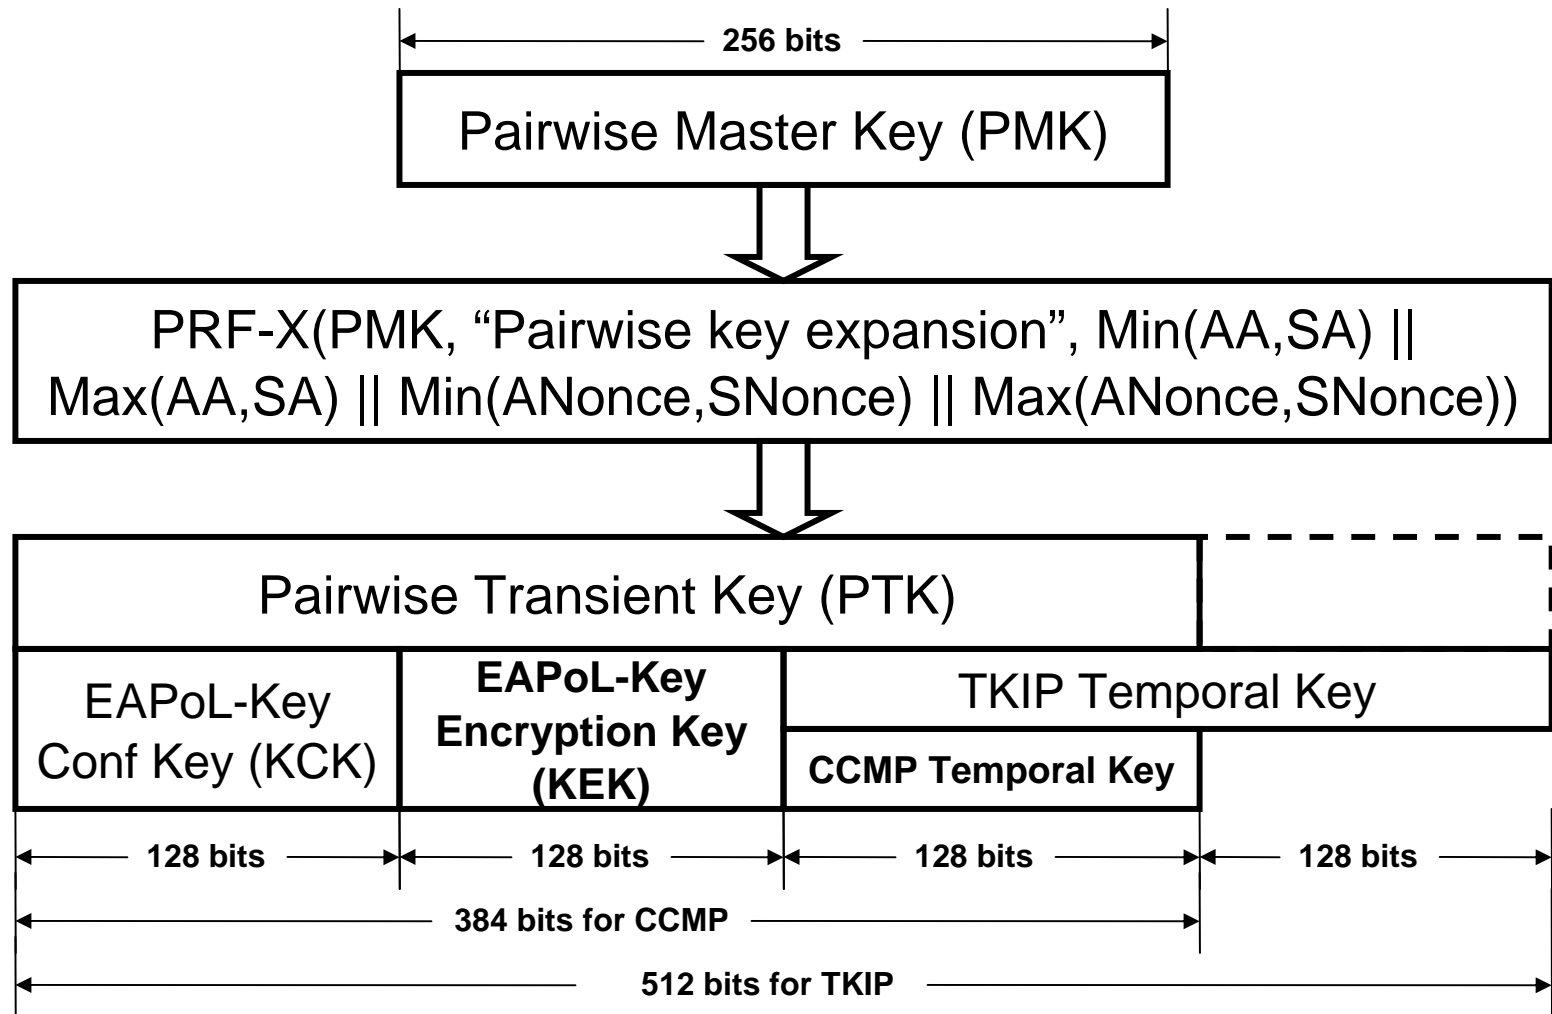 256 bits
Pairwise Master Key (PMK)
PRF-X(PMK, “Pairwise key expansion”, Min(AA,SA) ||
Max(AA,SA) || Min(ANonce,SNonce) || Max(ANonce,SNonce))
Pairwise Transient Key (PTK)
EAPoL-Key
Conf Key (KCK)
EAPoL-Key
Encryption Key
(KEK)
TKIP Temporal Key
CCMP Temporal Key
128 bits
128 bits
128 bits
128 bits
384 bits for CCMP
512 bits for TKIP